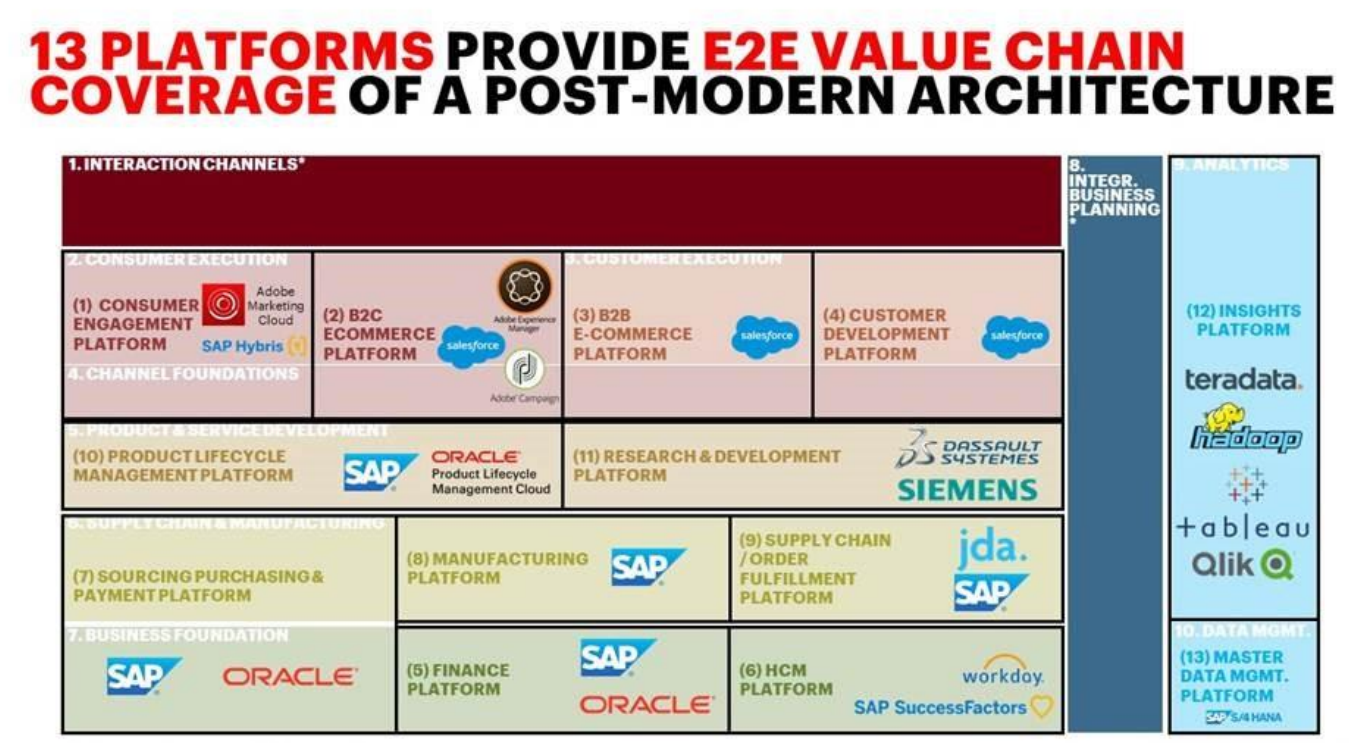 13 PLATFORMS PROVIDE E2E VALUE CHAIN
COVERAGE OF A POST-MODERN ARCHITECTURE
1. INTERACTION CHANNELS*
8.
INTEGR.
BUSINESS
PLANNING
*
9. ANALYTICS
2. CONSUMER EXECUTION
(1) CONSUMER
ENGAGEMENT
PLATFORM
Adobe
Marketing
Cloud
SAP Hybris
4. CHANNEL FOUNDATIONS
(2) B2C
ECOMMERCE
PLATFORM
Adobe Experience
Manager
salesforce
Adobe Campaign
3. CUSTOMER EXECUTION
(3) B2B
E-COMMERCE
PLATFORM
salesforce
(4) CUSTOMER
DEVELOPMENT
PLATFORM
salesforce
(12) INSIGHTS
PLATFORM
teradata.
hadoop
+ableau
Qlik
5. PRODUCT & SERVICE DEVELOPMENT
(10) PRODUCT LIFECYCLE
MANAGEMENT PLATFORM
SAP
ORACLE
Product Lifecycle
Management Cloud
(11) RESEARCH & DEVELOPMENT
PLATFORM
DASSAULT
SYSTEMES
SIEMENS
6. SUPPLY CHAIN & MANUFACTURING
(7) SOURCING PURCHASING &
PAYMENT PLATFORM
(8) MANUFACTURING
PLATFORM
SAP
(9) SUPPLY CHAIN
/ ORDER
FULFILLMENT
PLATFORM
jda.
SAP
7. BUSINESS FOUNDATION
SAP
ORACLE
(5) FINANCE
PLATFORM
SAP
ORACLE
(6) HCM
PLATFORM
workday.
SAP SuccessFactors
10. DATA MGMT.
(13) MASTER
DATA MGMT.
PLATFORM
SAP S/4 HANA